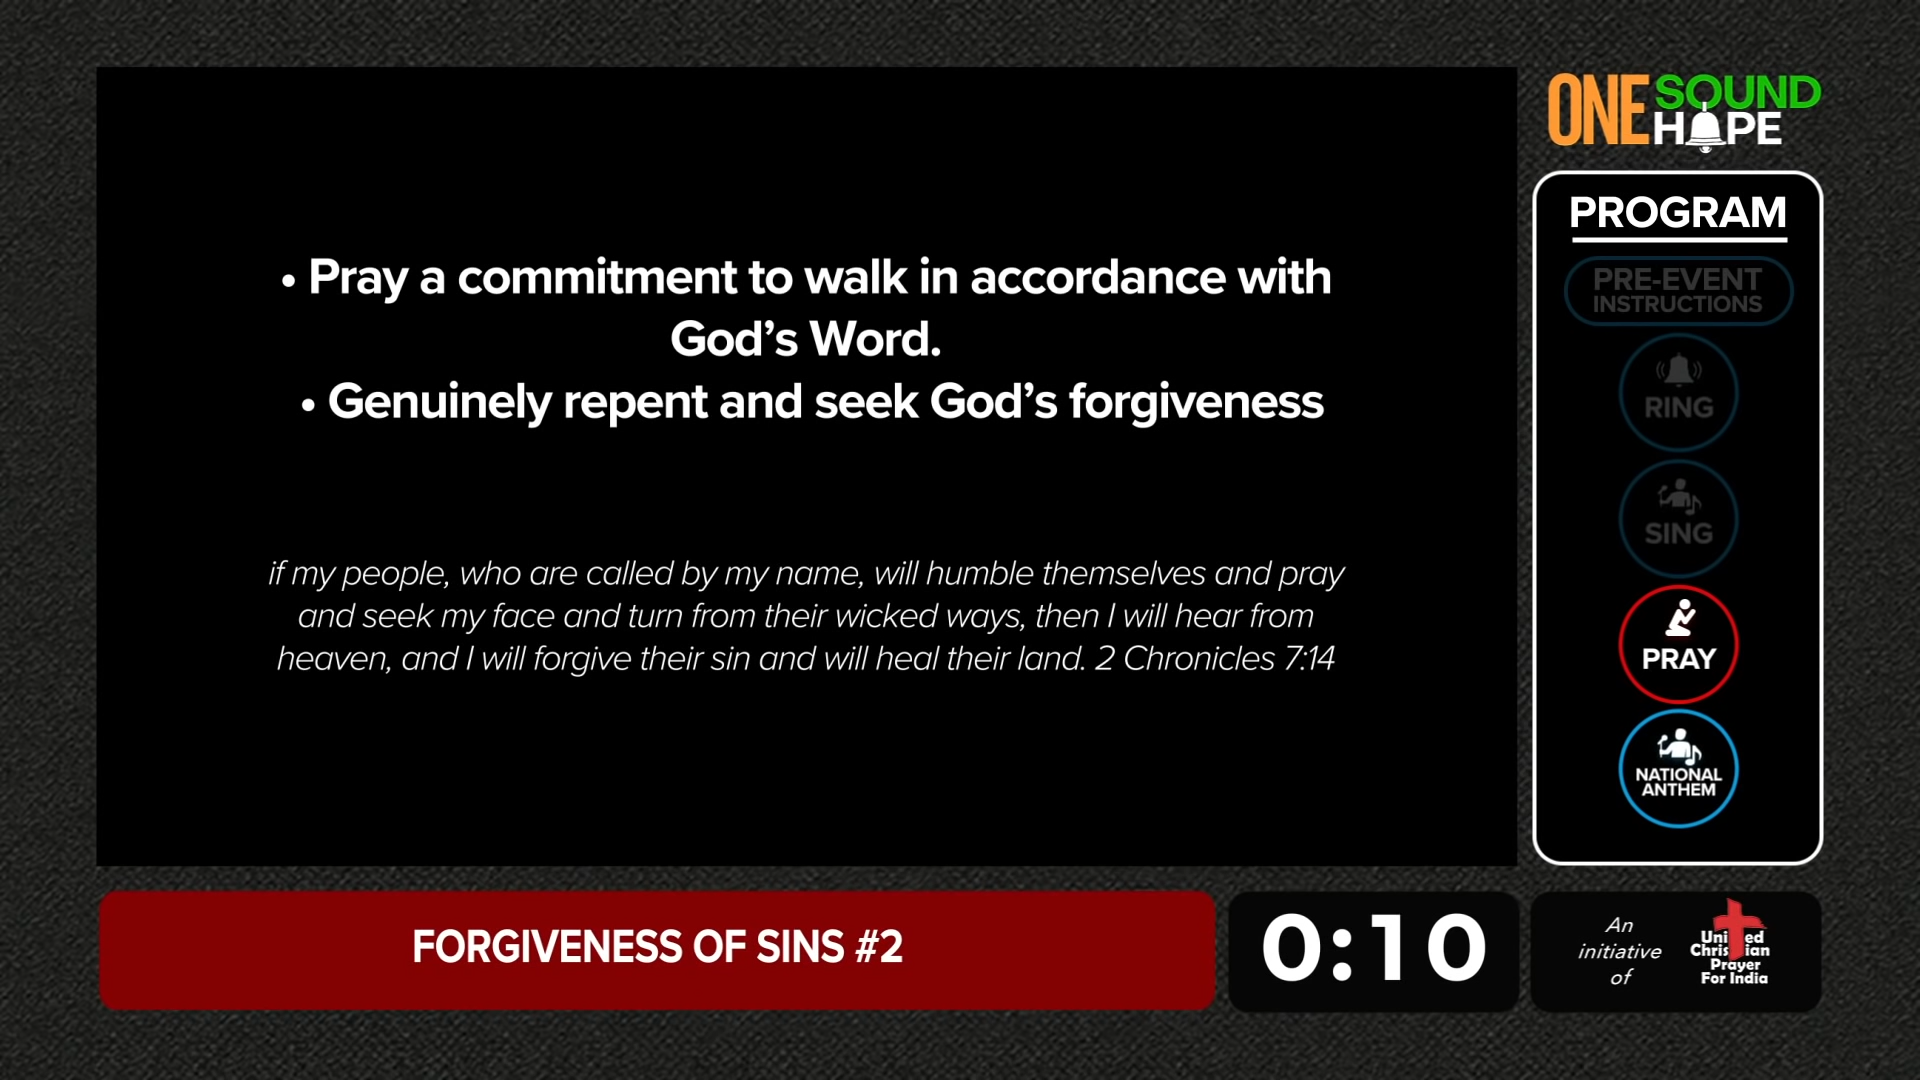 • Pray a commitment to walk in accordance with
God's Word.
• Genuinely repent and seek God's forgiveness
if my people, who are called by my name, will humble themselves and pray
and seek my face and turn from their wicked ways, then I will hear from
heaven, and I will forgive their sin and will heal their land. 2 Chronicles 7:14
ONE SOUND
HOPE
PROGRAM
PRE-EVENT
INSTRUCTIONS
RING
SING
PRAY
NATIONAL
ANTHEM
FORGIVENESS OF SINS #2
0:10
An
initiative
of
United
Christian
Prayer
For India